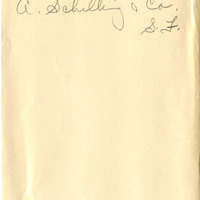 A. Schilling & Co.
S. F.